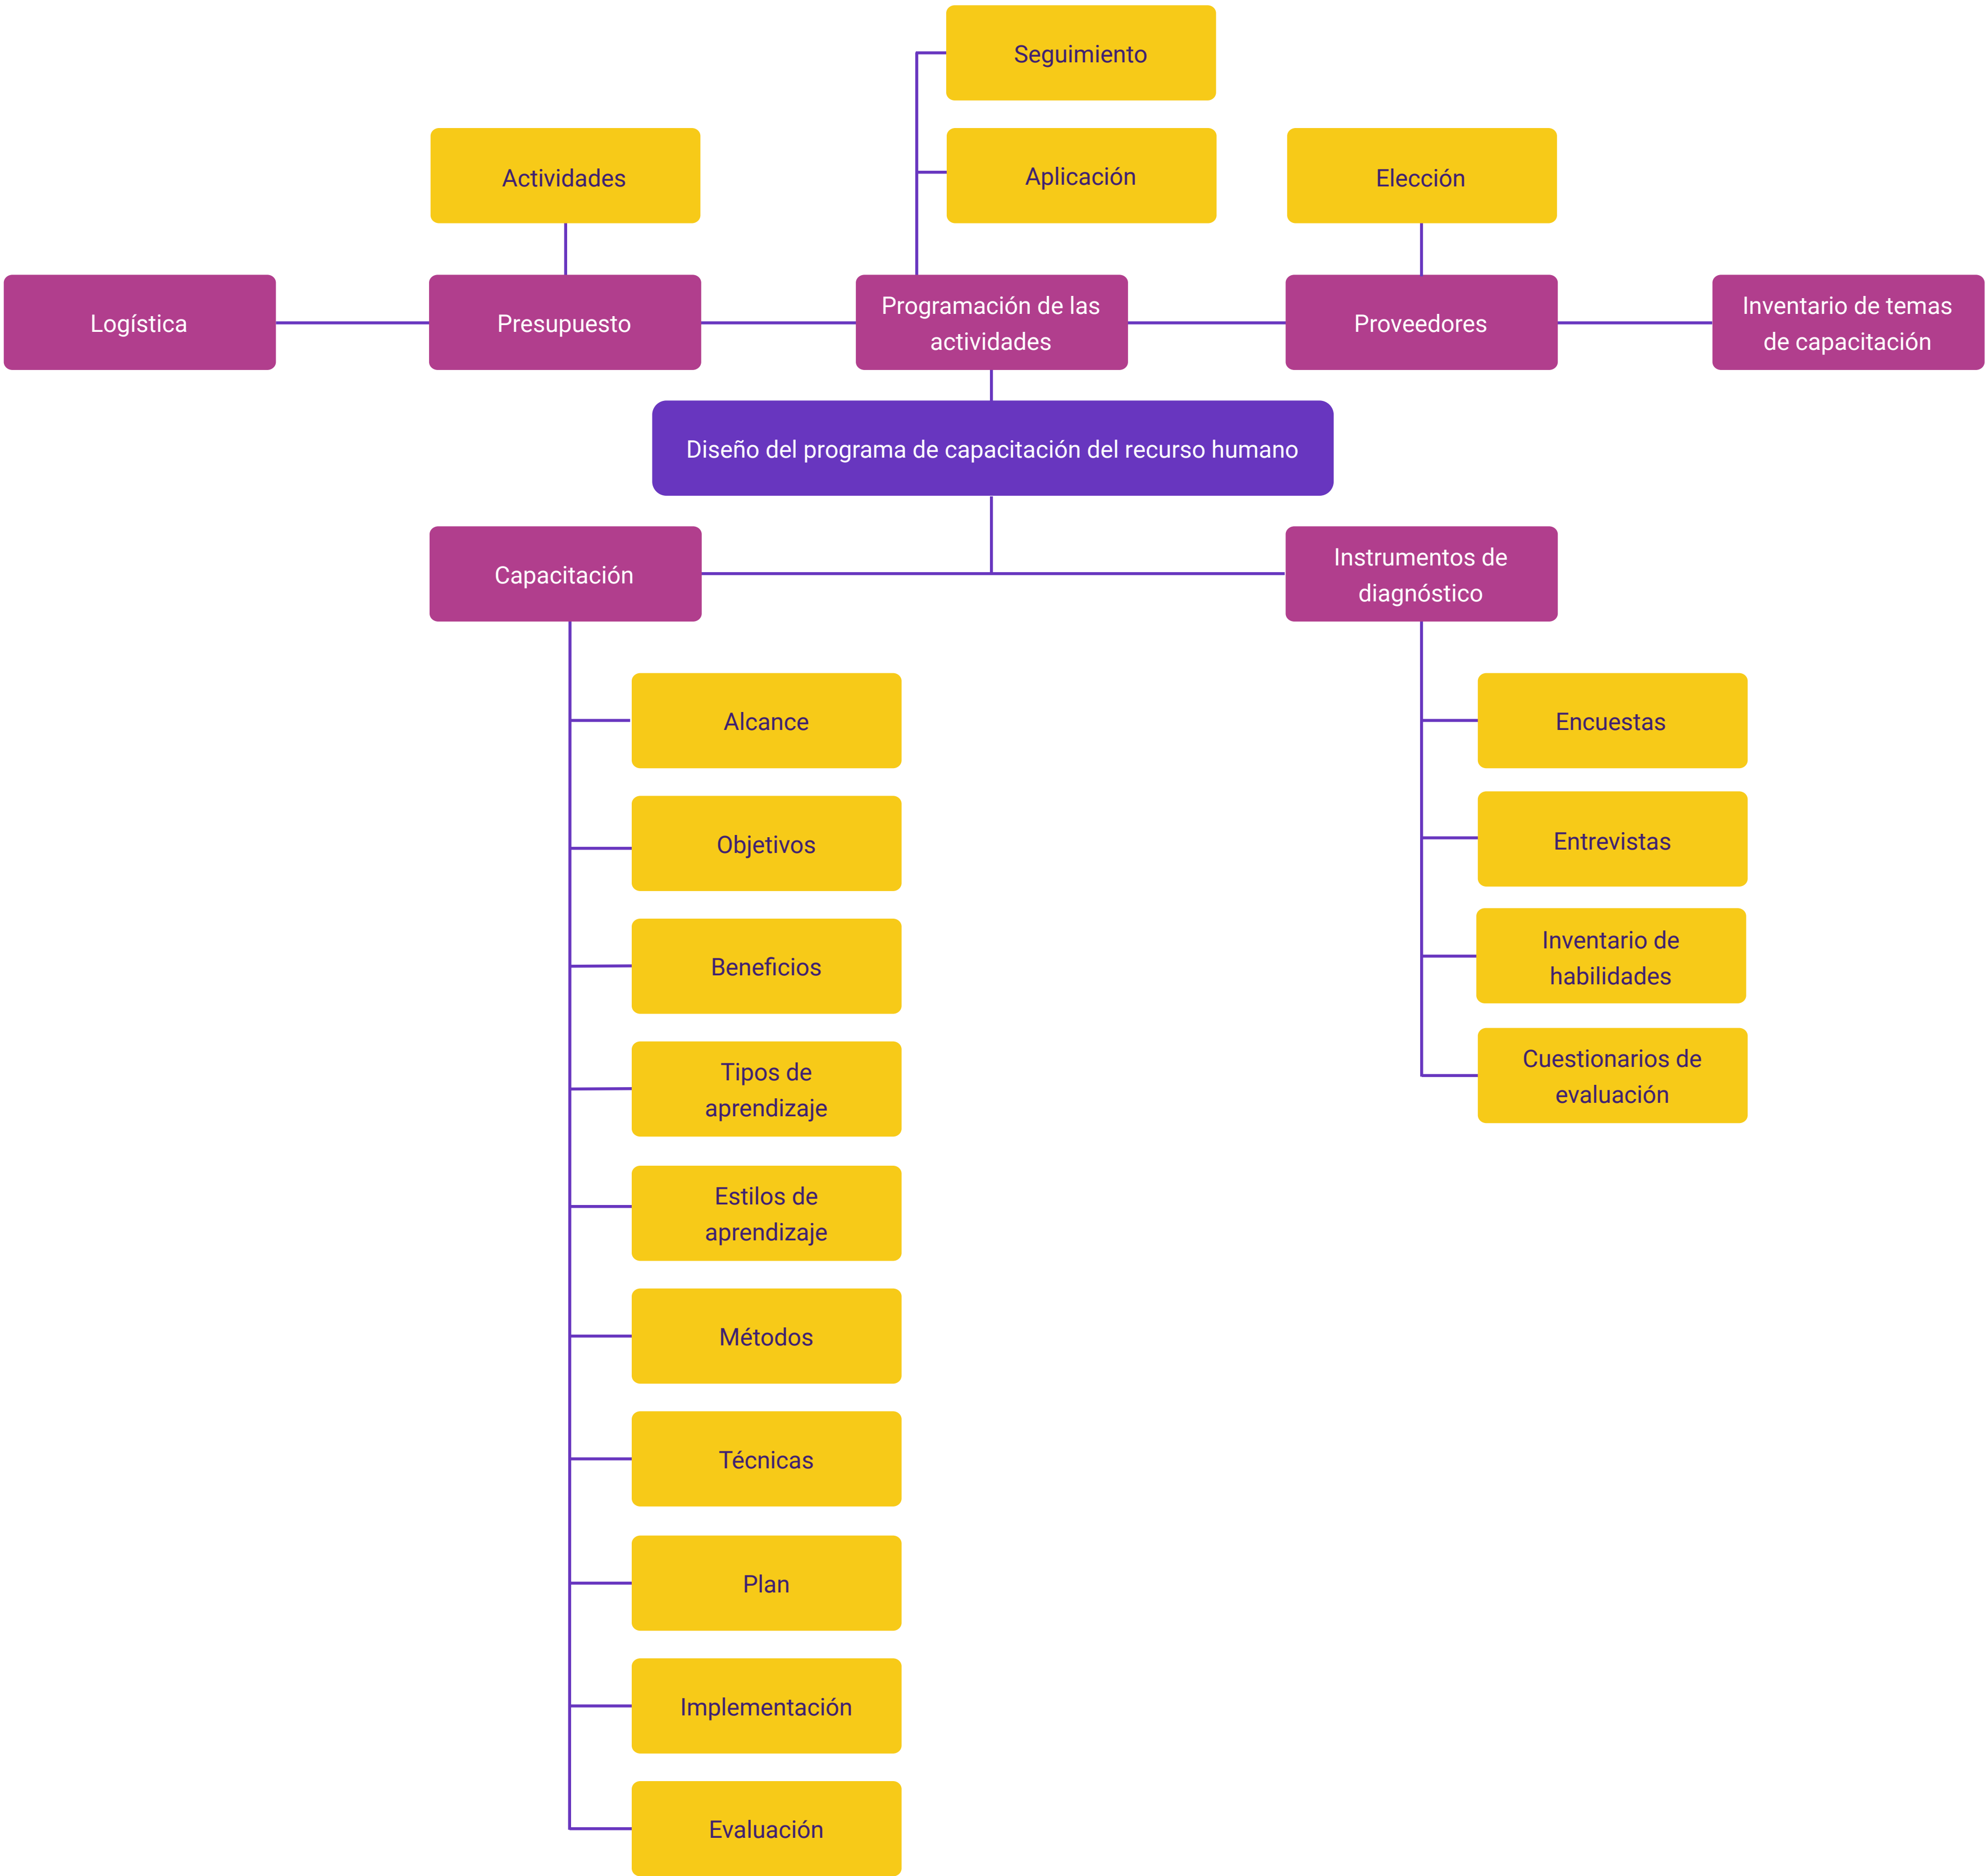 Seguimiento
Aplicación
Actividades
Elección
Logística
Presupuesto
Programación de las
actividades
Proveedores
Inventario de temas
de capacitación
Diseño del programa de capacitación del recurso humano
Capacitación
Instrumentos de
diagnóstico
Alcance
Objetivos
Beneficios
Tipos de
aprendizaje
Estilos de
aprendizaje
Métodos
Técnicas
Plan
Implementación
Evaluación
Encuestas
Entrevistas
Inventario de
habilidades
Cuestionarios de
evaluación